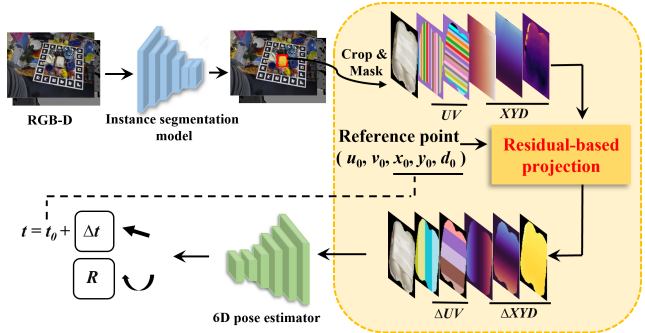 RGB-D
Instance segmentation
model
Crop &
Mask
UV
XYD
Reference point
( u₀, v₀, x₀, y₀, d₀ )
Residual-based
projection
t = t₀ + Δt
R
6D pose estimator
ΔUV
ΔXYD